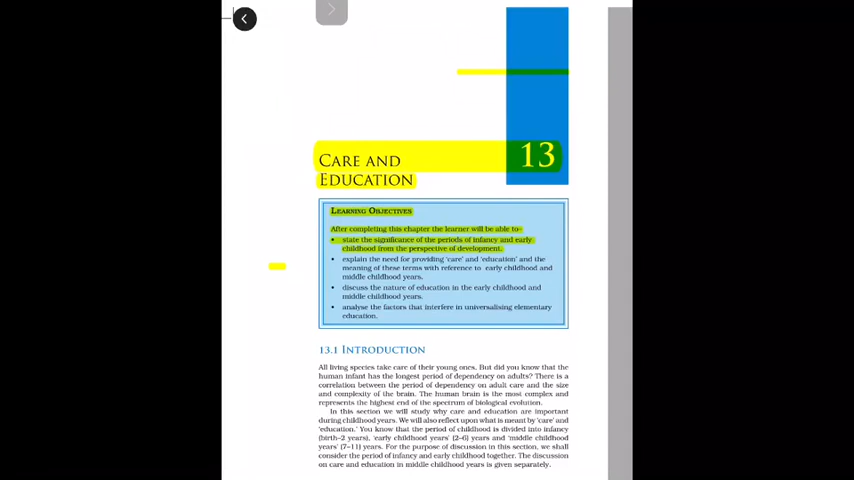 13
CARE AND
EDUCATION
LEARNING OBJECTIVES
After completing this chapter the learner will be able to-
• state the significance of the periods of infancy and early
childhood from the perspective of development.
• explain the need for providing 'care' and 'education' and the
meaning of these terms with reference to early childhood and
middle childhood years.
• discuss the nature of education in the early childhood and
middle childhood years.
• analyse the factors that interfere in universalising elementary
education.
13.1 INTRODUCTION
All living species take care of their young ones. But did you know that the
human infant has the longest period of dependency on adults? There is a
correlation between the period of dependency on adult care and the size
and complexity of the brain. The human brain is the most complex and
represents the highest end of the spectrum of biological evolution.
In this section we will study why care and education are important
during childhood years. We will also reflect upon what is meant by 'care' and
'education.' You know that the period of childhood is divided into infancy
(birth–2 years), 'early childhood years' (2–6) years and 'middle childhood
years' (7–11) years. For the purpose of discussion in this section, we shall
consider the period of infancy and early childhood together. The discussion
on care and education in middle childhood years is given separately.